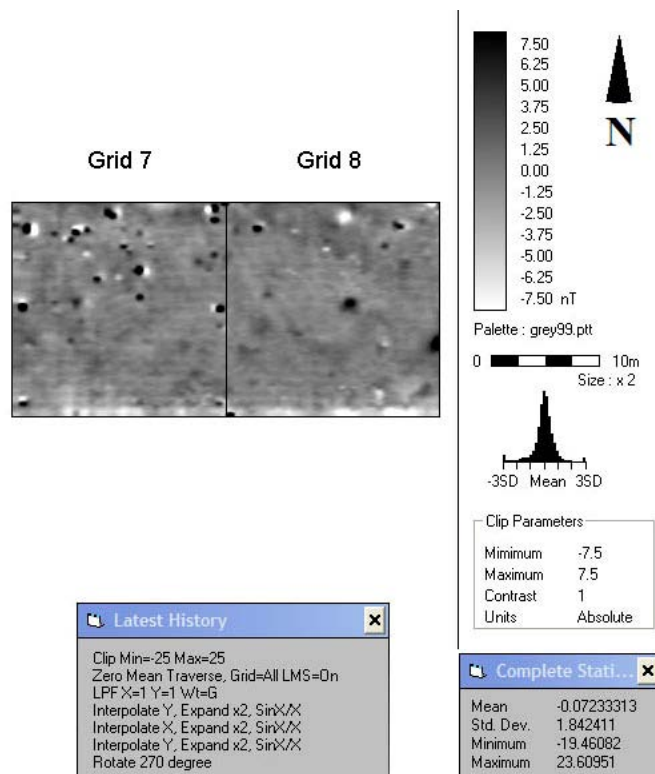 Grid 7 Grid 8
7.50
6.25
5.00
3.75
2.50
1.25
0.00
-1.25
-2.50
-3.75
-5.00
-6.25
-7.50 nT
N
Palette : grey99.ptt
0 10m
Size : x 2
-3SD Mean 3SD
Clip Parameters
Mimimum -7.5
Maximum 7.5
Contrast 1
Units Absolute
Latest History
Clip Min=-25 Max=25
Zero Mean Traverse, Grid=All LMS=On
LPF X=1 Y=1 Wt=G
Interpolate Y, Expand x2, SinX/X
Interpolate X, Expand x2, SinX/X
Interpolate Y, Expand x2, SinX/X
Rotate 270 degree
Complete Stati...
Mean -0.07233313
Std. Dev. 1.842411
Minimum -19.46082
Maximum 23.60951